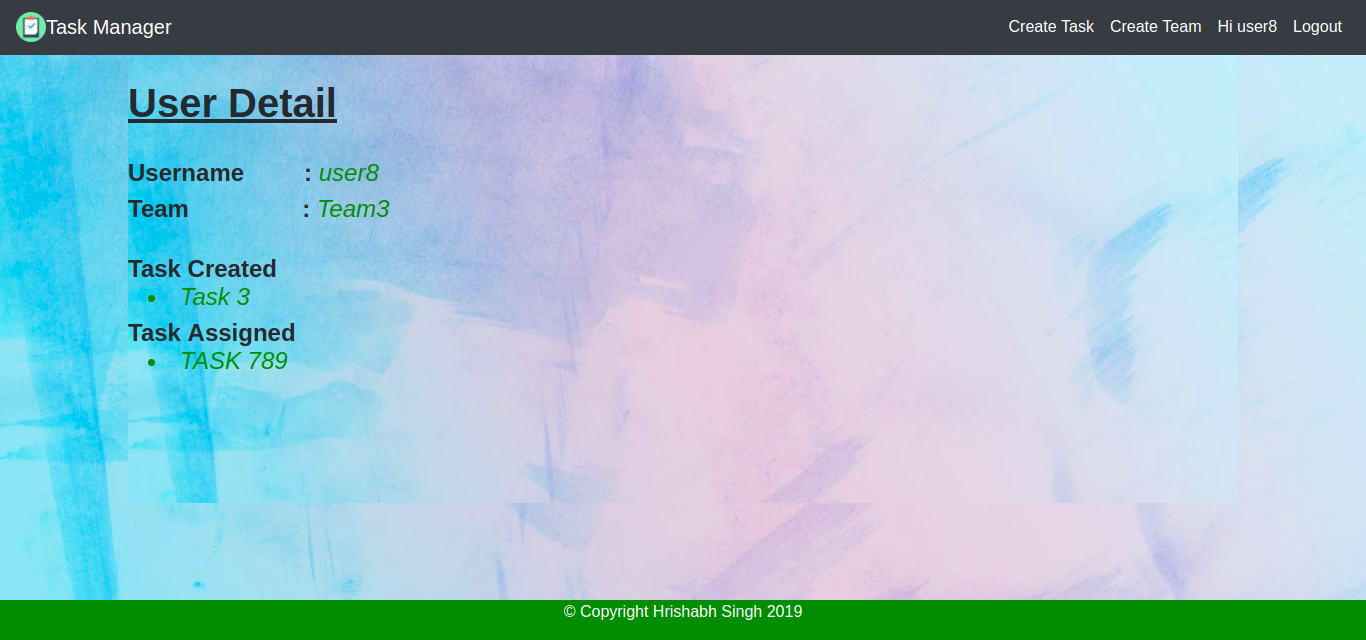 Task Manager
Create Task Create Team Hi user8 Logout
User Detail
Username : user8
Team : Team3
Task Created
• Task 3
Task Assigned
• TASK 789
© Copyright Hrishabh Singh 2019